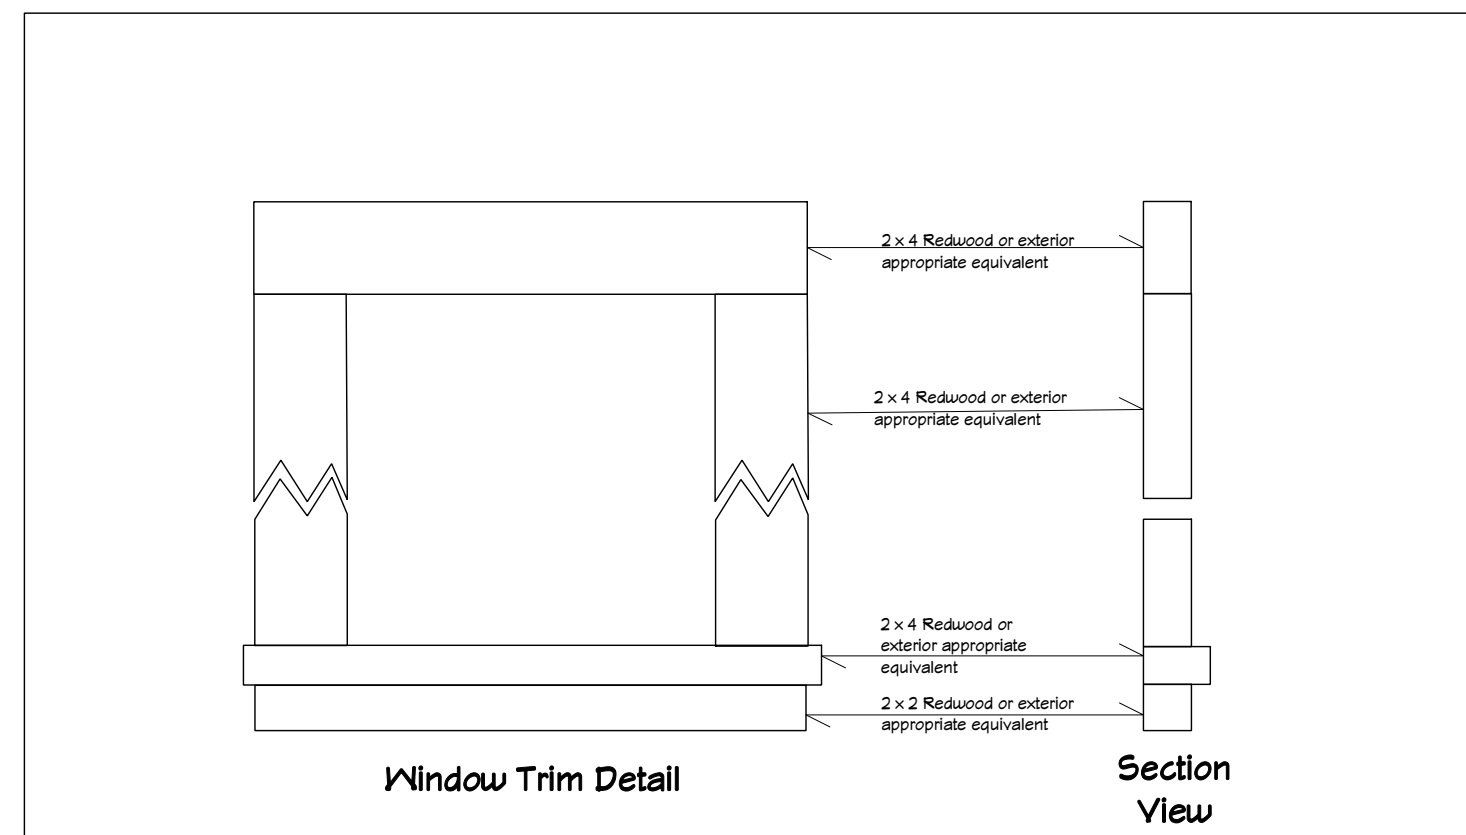 2 x 4 Redwood or exterior
appropriate equivalent
2 x 4 Redwood or exterior
appropriate equivalent
2 x 4 Redwood or
exterior appropriate
equivalent
2 x 2 Redwood or exterior
appropriate equivalent
Window Trim Detail
Section
View